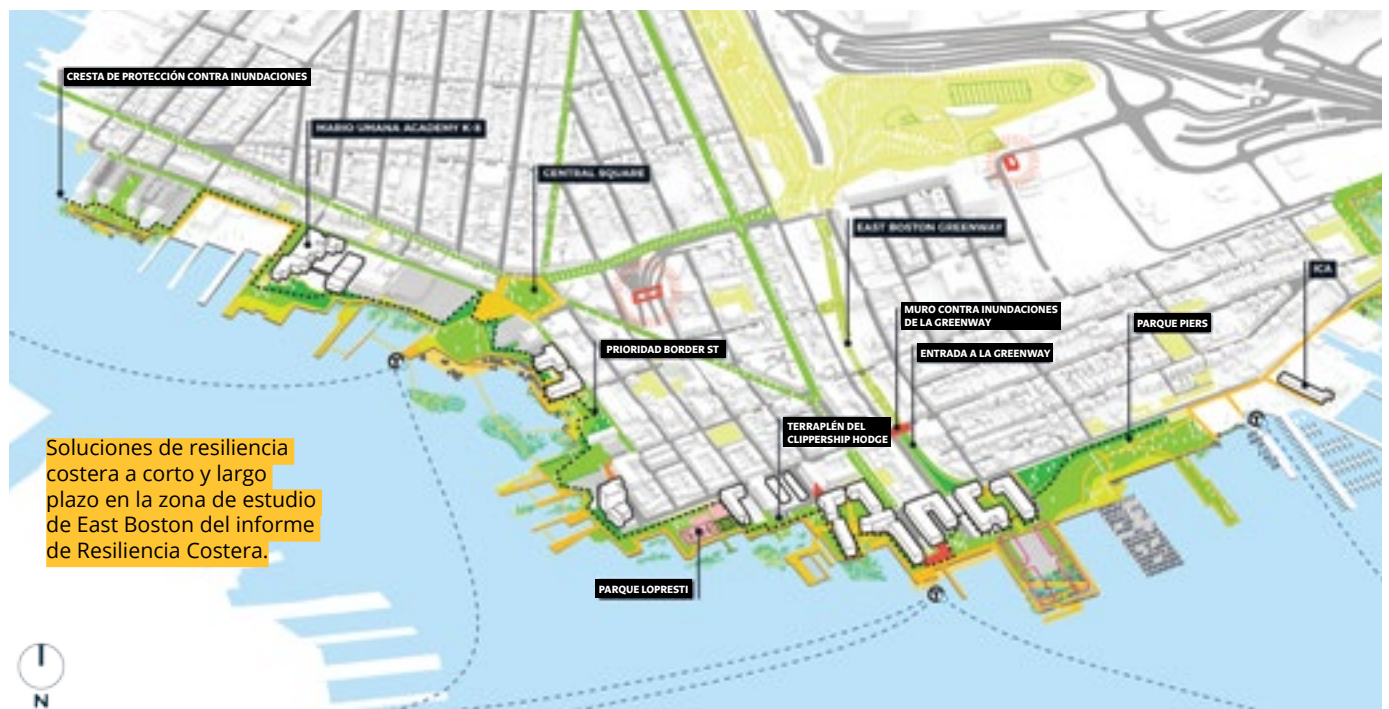 CRESTA DE PROTECCIÓN CONTRA INUNDACIONES
MARIO UMANA ACADEMY K-8
CENTRAL SQUARE
EAST BOSTON GREENWAY
ICA
MURO CONTRA INUNDACIONES
DE LA GREENWAY
PARQUE PIERS
PRIORIDAD BORDER ST
ENTRADA A LA GREENWAY
TERRAPLÉN DEL
CLIPPERSHIP HODGE
Soluciones de resiliencia
costera a corto y largo
plazo en la zona de estudio
de East Boston del informe
de Resiliencia Costera.
PARQUE LOPRESTI
N